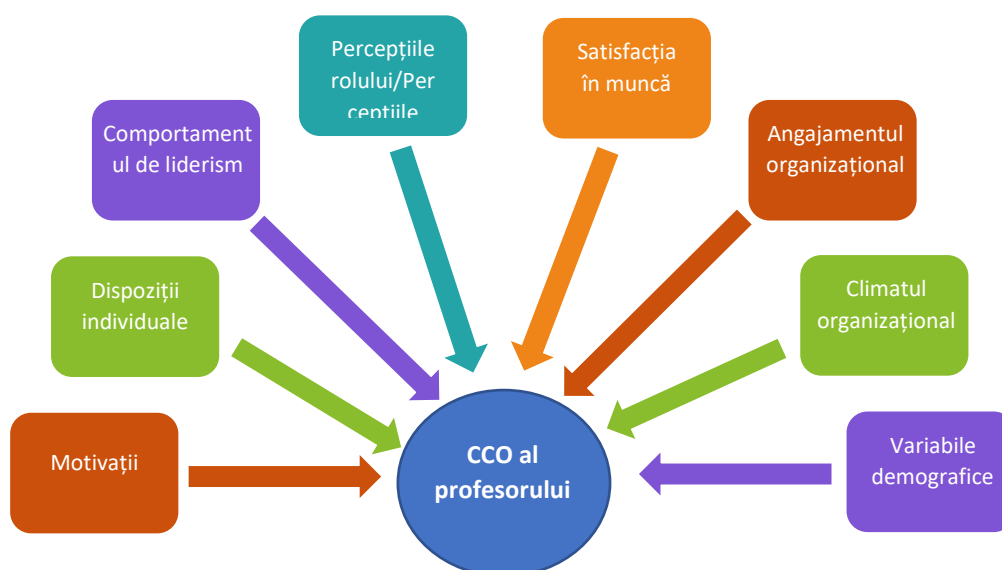 Percepțiile
rolului/Per
cepțiile
Satisfacția
în muncă
Comportament
ul de liderism
Angajamentul
organizațional
Dispoziții
individuale
Climatul
organizațional
Motivații
CCO al
profesorului
Variabile
demografice